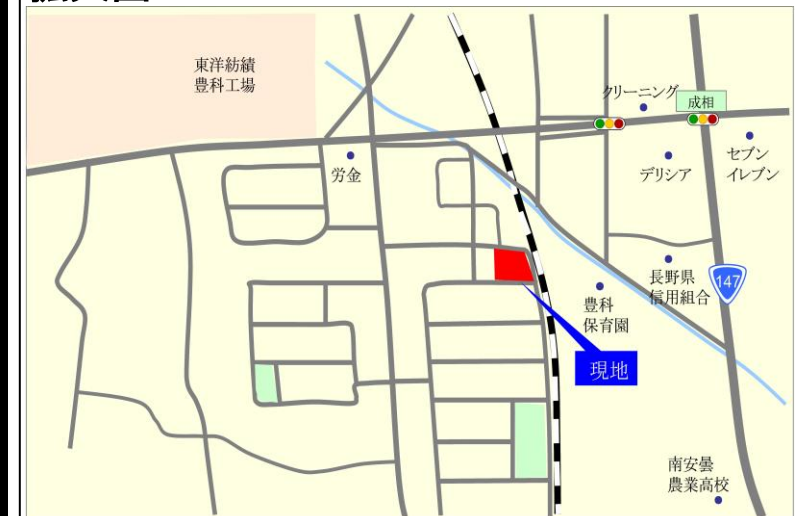 東洋紡績
豊科工場
クリーニング
成相
労金
デリシア
セブン
イレブン
長野県
信用組合
147
豊科
保育園
現地
南安曇
農業高校